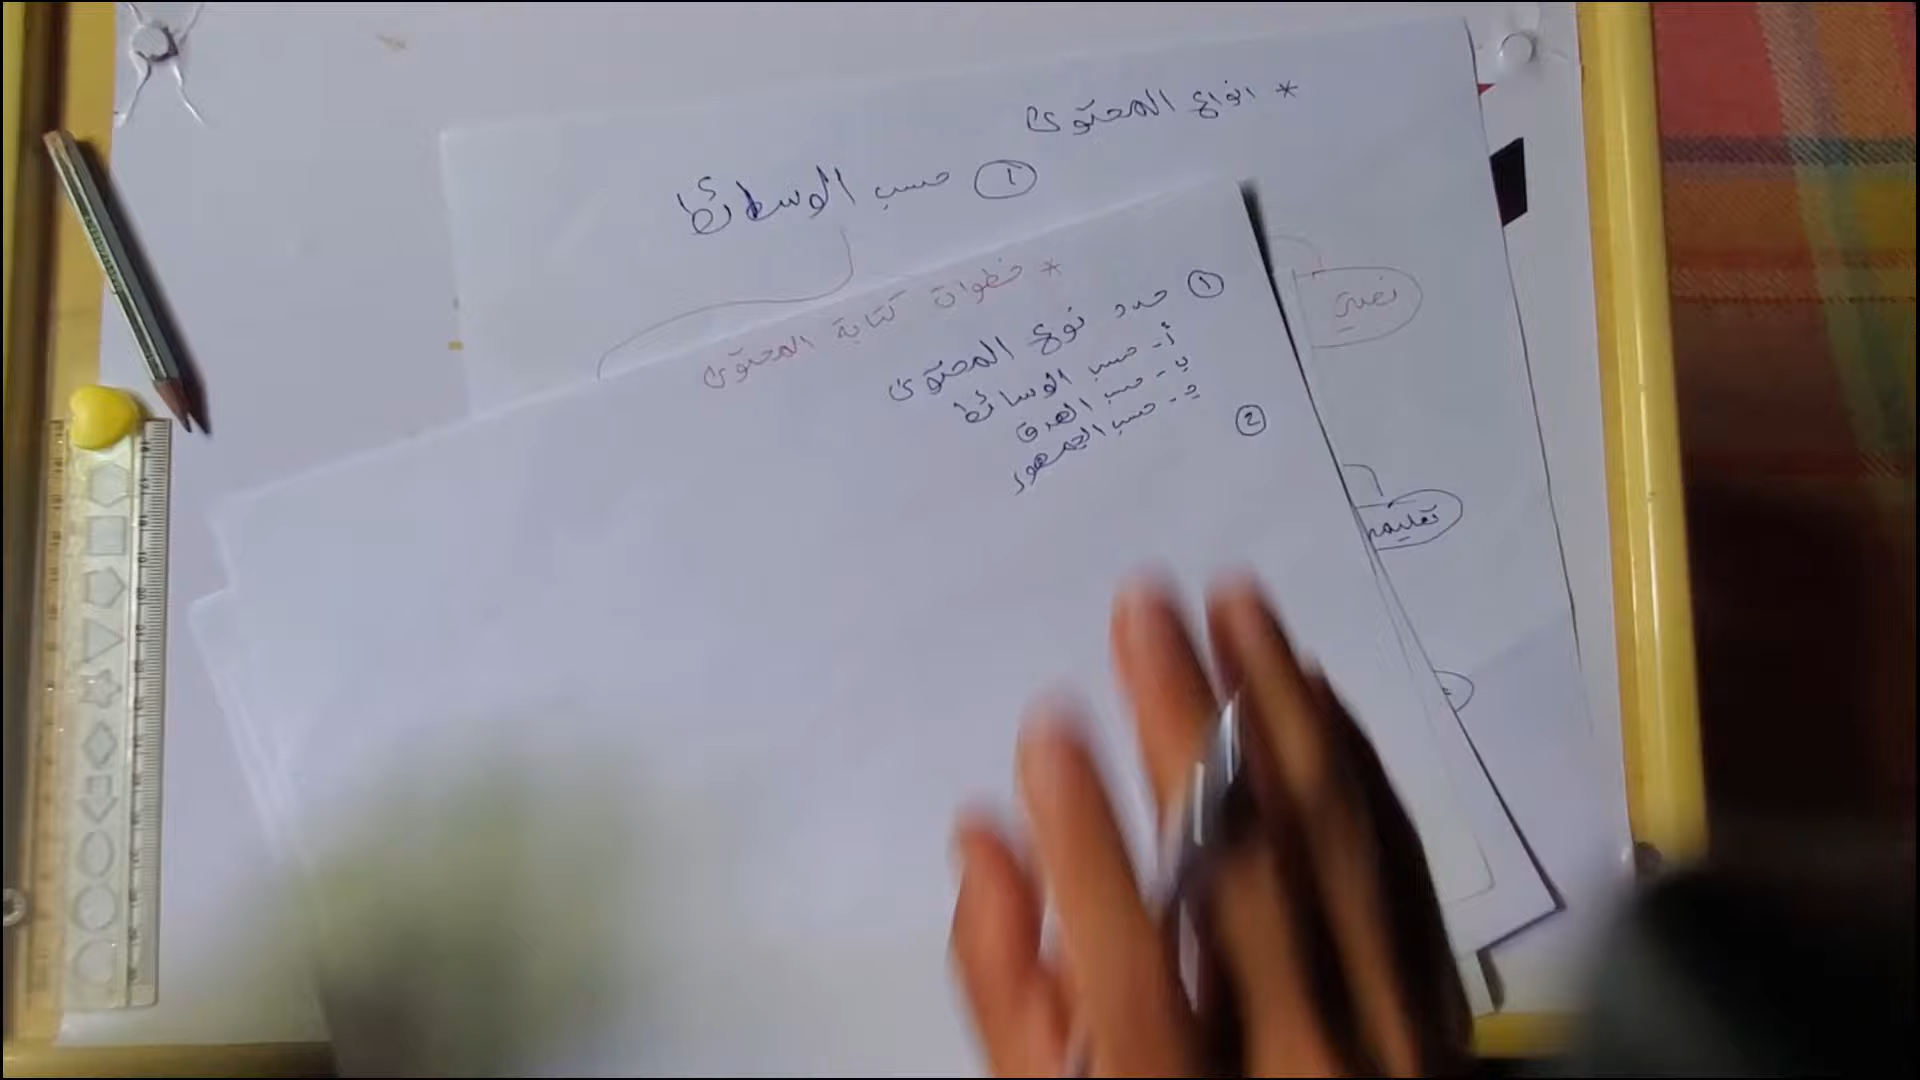 * انواع المحتوى
١ حسب الوسائط
* خطوات كتابة المحتوى
١ حدد نوع المحتوى
أ - حسب الوسائط
ب - حسب الهدف
ج - حسب الجمهور
2
نصي
تعليمي